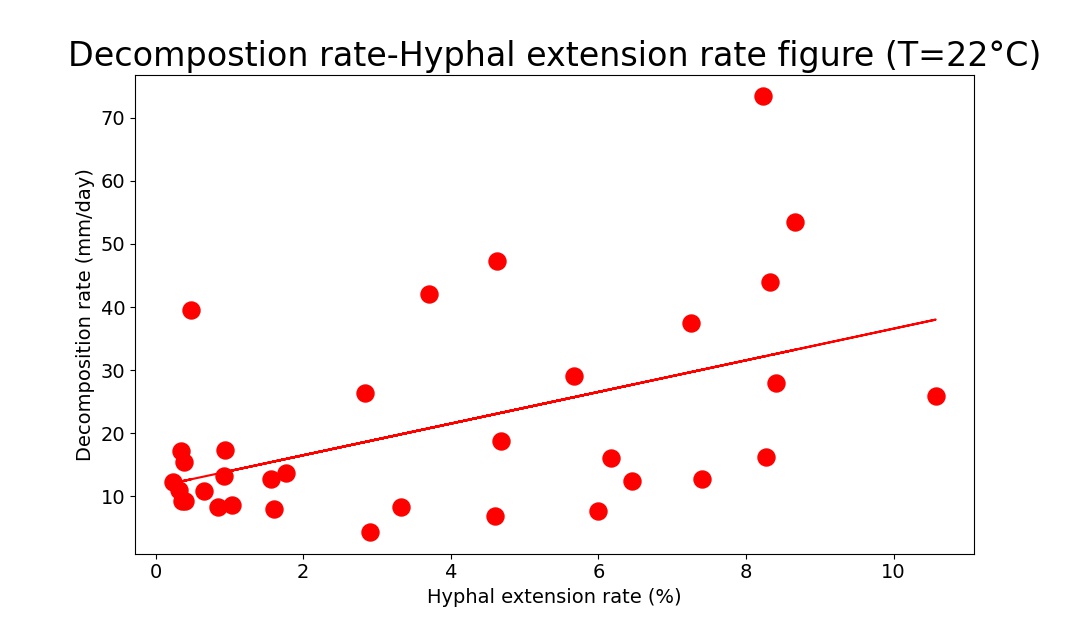 Decompostion rate-Hyphal extension rate figure (T=22°C)
Decomposition rate (mm/day)
70
60
50
40
30
20
10
0 2 4 6 8 10
Hyphal extension rate (%)